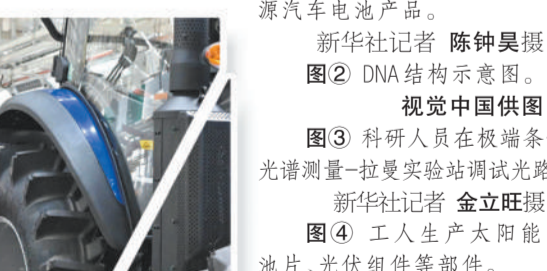 源汽车电池产品。
新华社记者 陈钟昊摄
图② DNA结构示意图。
视觉中国供图
图③ 科研人员在极端条
光谱测量-拉曼实验站调试光路
新华社记者 金立旺摄
图④ 工人生产太阳能
池片、光伏组件等部件。